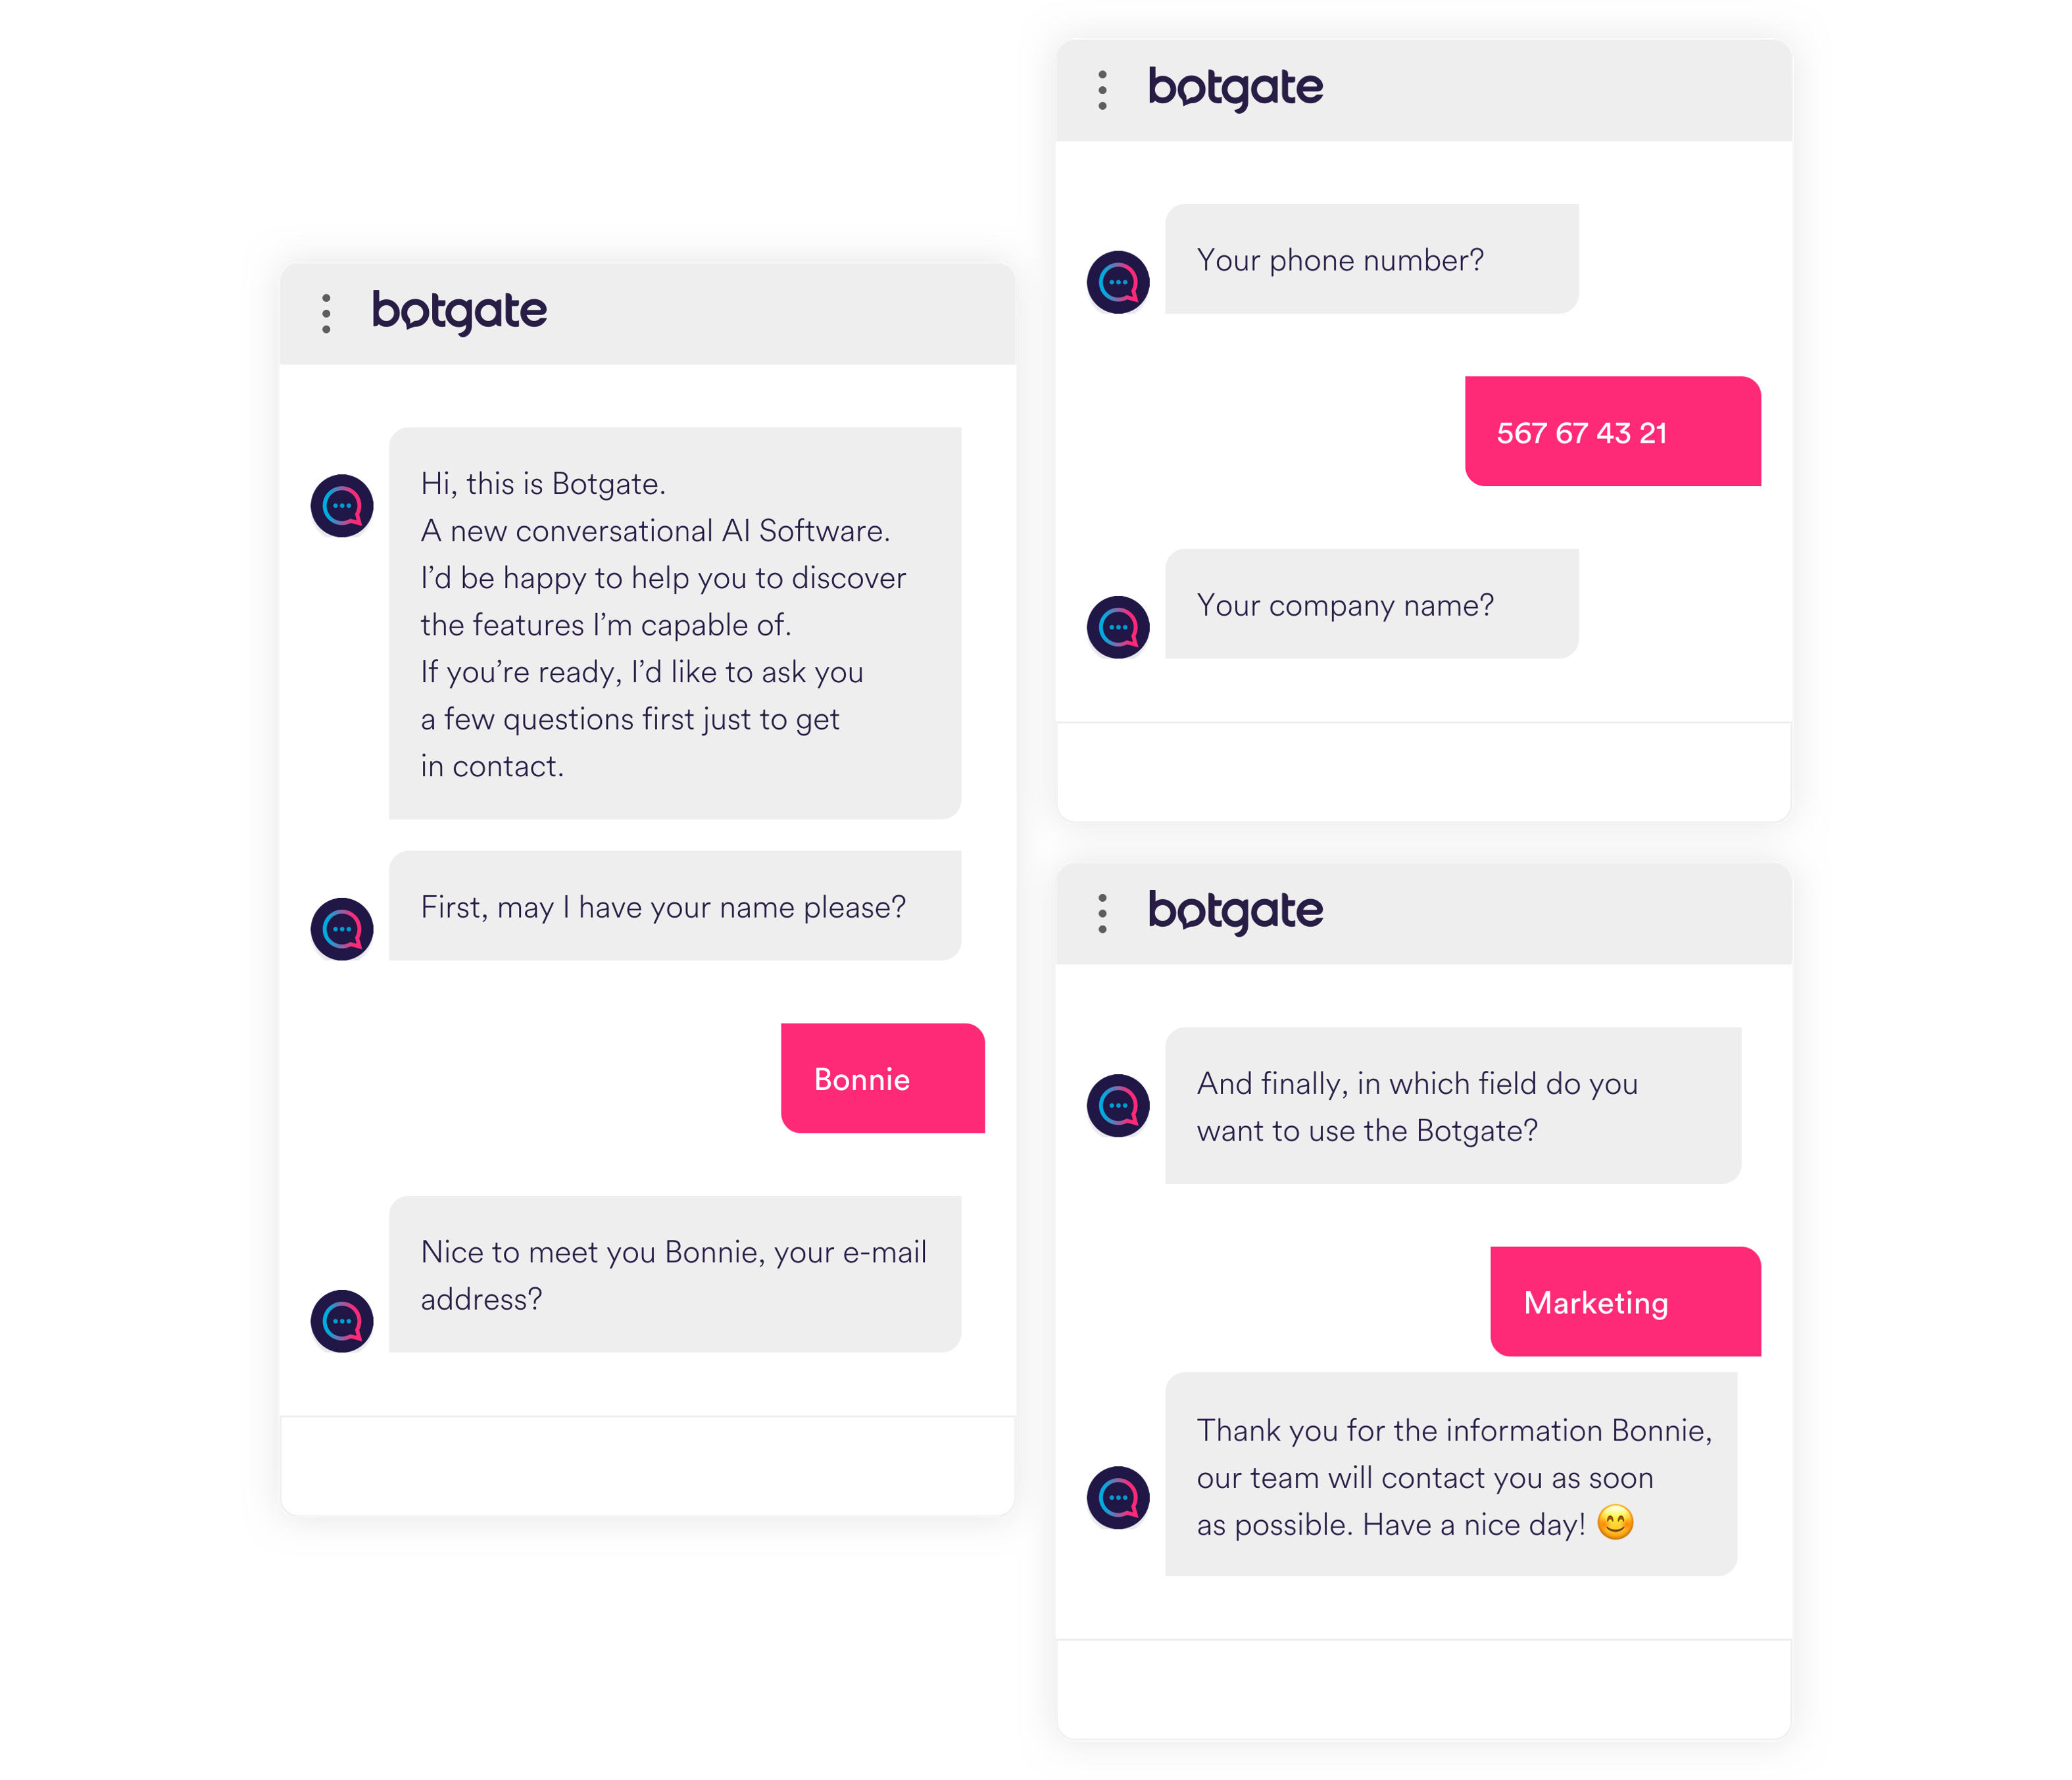 botgate
Hi, this is Botgate.
A new conversational AI Software.
I’d be happy to help you to discover
the features I’m capable of.
If you’re ready, I’d like to ask you
a few questions first just to get
in contact.
First, may I have your name please?
Bonnie
Nice to meet you Bonnie, your e-mail
address?
botgate
Your phone number?
567 67 43 21
Your company name?
botgate
And finally, in which field do you
want to use the Botgate?
Marketing
Thank you for the information Bonnie,
our team will contact you as soon
as possible. Have a nice day! 😊